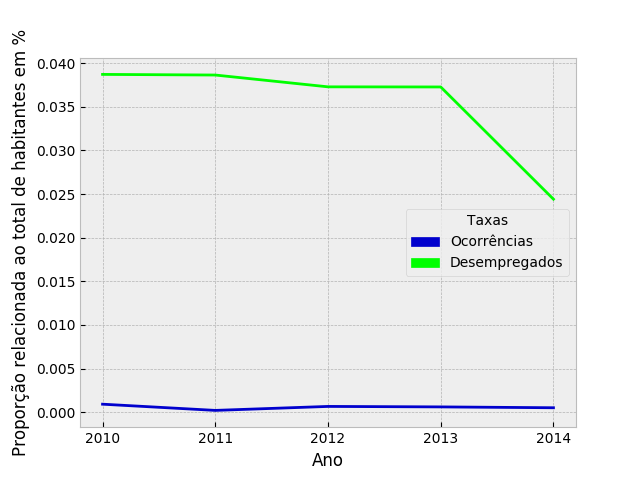 Proporção relacionada ao total de habitantes em %
0.040
0.035
0.030
0.025
0.020
0.015
0.010
0.005
0.000
Taxas
Ocorrências
Desempregados
2010 2011 2012 2013 2014
Ano